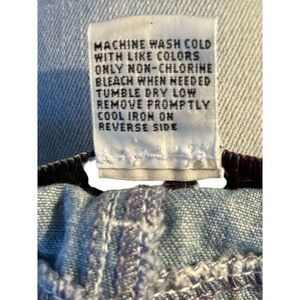 MACHINE WASH COLD
WITH LIKE COLORS
ONLY NON-CHLORINE
BLEACH WHEN NEEDED
TUMBLE DRY LOW
REMOVE PROMPTLY
COOL IRON ON
REVERSE SIDE